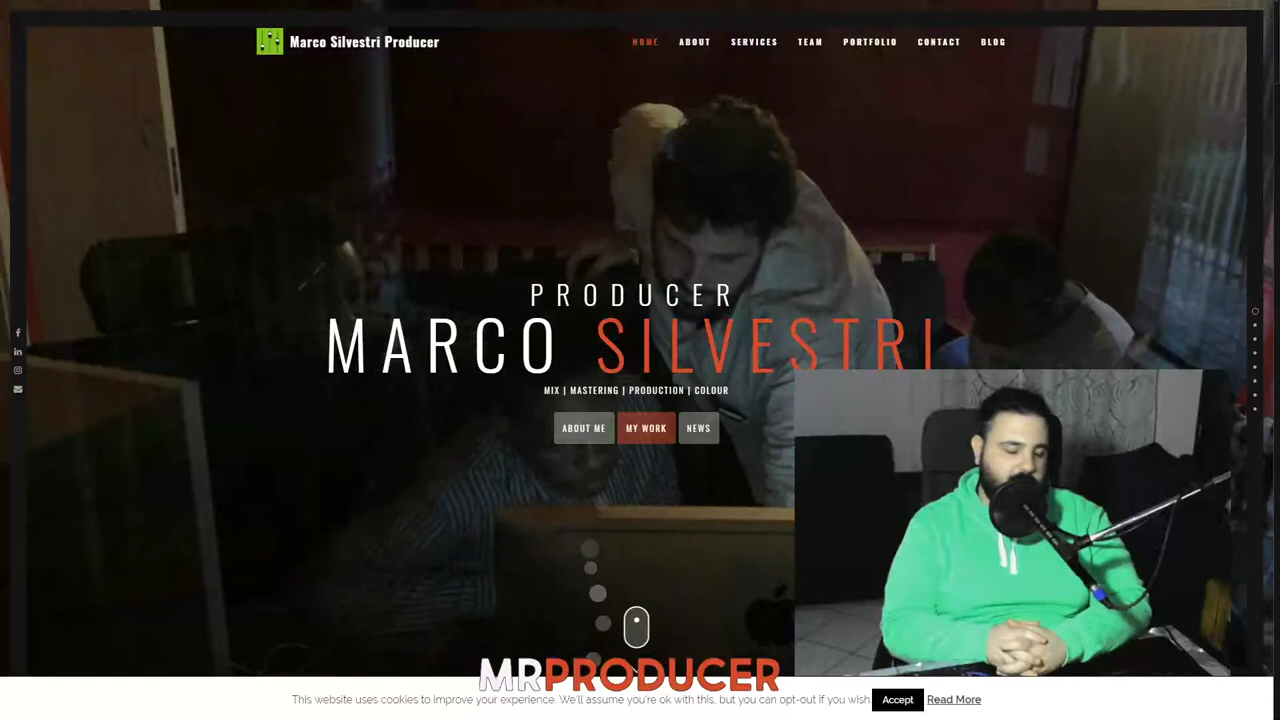 Marco Silvestri Producer
HOME ABOUT SERVICES TEAM PORTFOLIO CONTACT BLOG
PRODUCER
MARCO SILVESTRI
MIX | MASTERING | PRODUCTION | COLOUR
ABOUT ME MY WORK NEWS
MRPRODUCER
This website uses cookies to improve your experience. We'll assume you're ok with this, but you can opt-out if you wish. Accept Read More